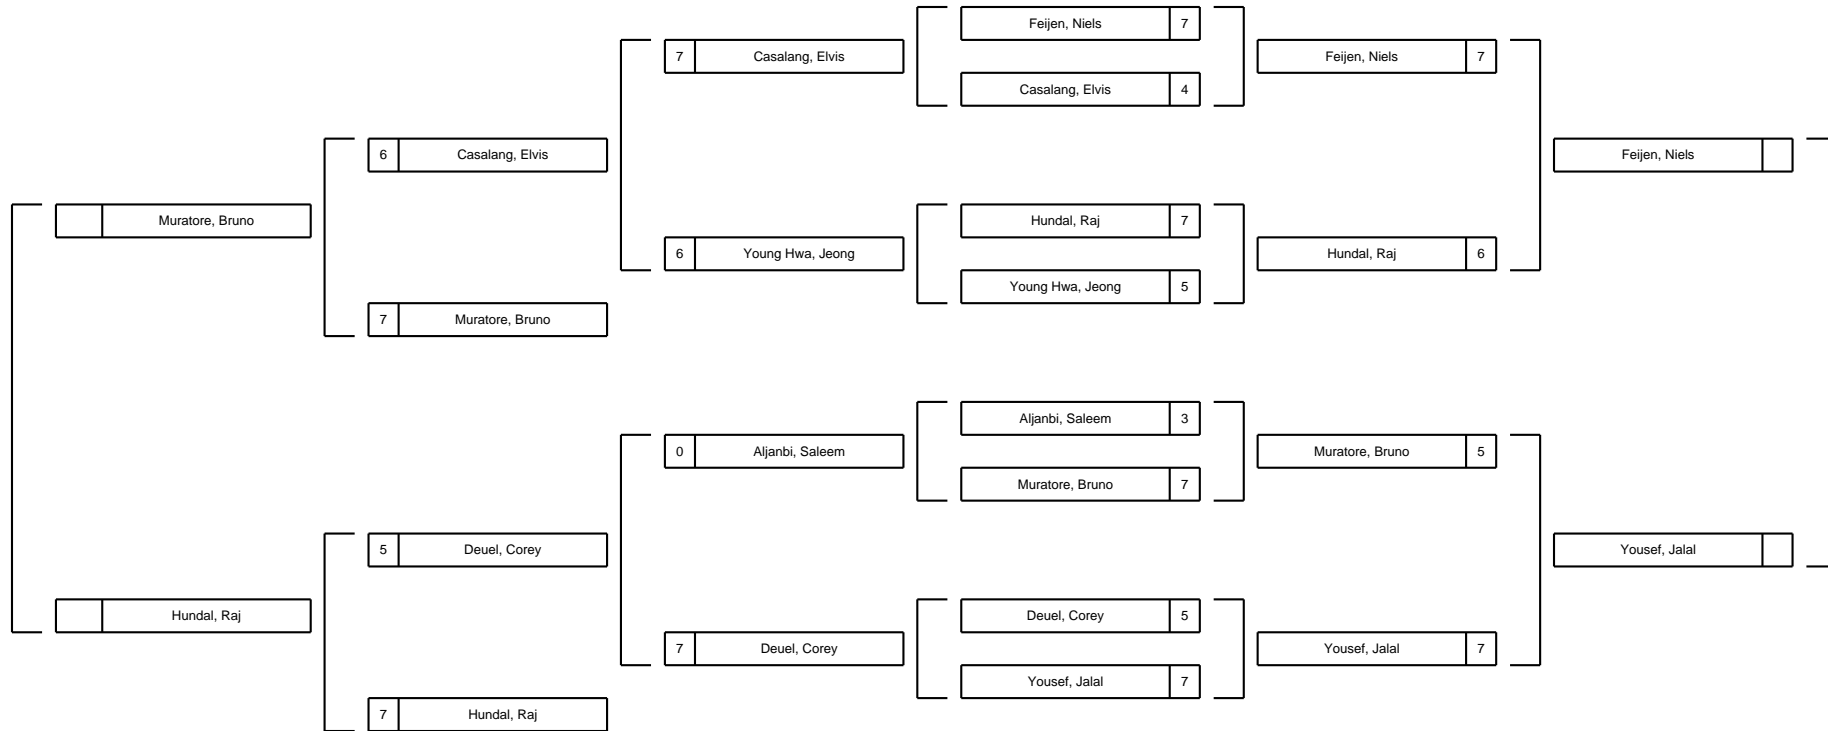 Feijen, Niels 7
7 Casalang, Elvis
Feijen, Niels 7
Casalang, Elvis 4
6 Casalang, Elvis
Feijen, Niels
Muratore, Bruno
Hundal, Raj 7
6 Young Hwa, Jeong
Hundal, Raj 6
Young Hwa, Jeong 5
7 Muratore, Bruno
Aljanbi, Saleem 3
0 Aljanbi, Saleem
Muratore, Bruno 5
Muratore, Bruno 7
5 Deuel, Corey
Yousef, Jalal
Hundal, Raj
Deuel, Corey 5
7 Deuel, Corey
Yousef, Jalal 7
Yousef, Jalal 7
7 Hundal, Raj